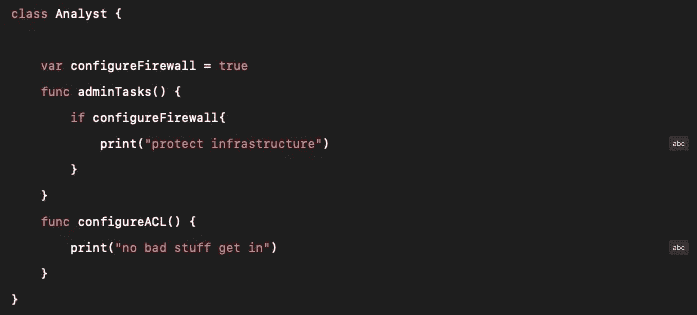 class Analyst {
var configureFirewall = true
func adminTasks() {
if configureFirewall{
print("protect infrastructure")
abc
}
}
func configureACL() {
print("no bad stuff get in")
abc
}
}